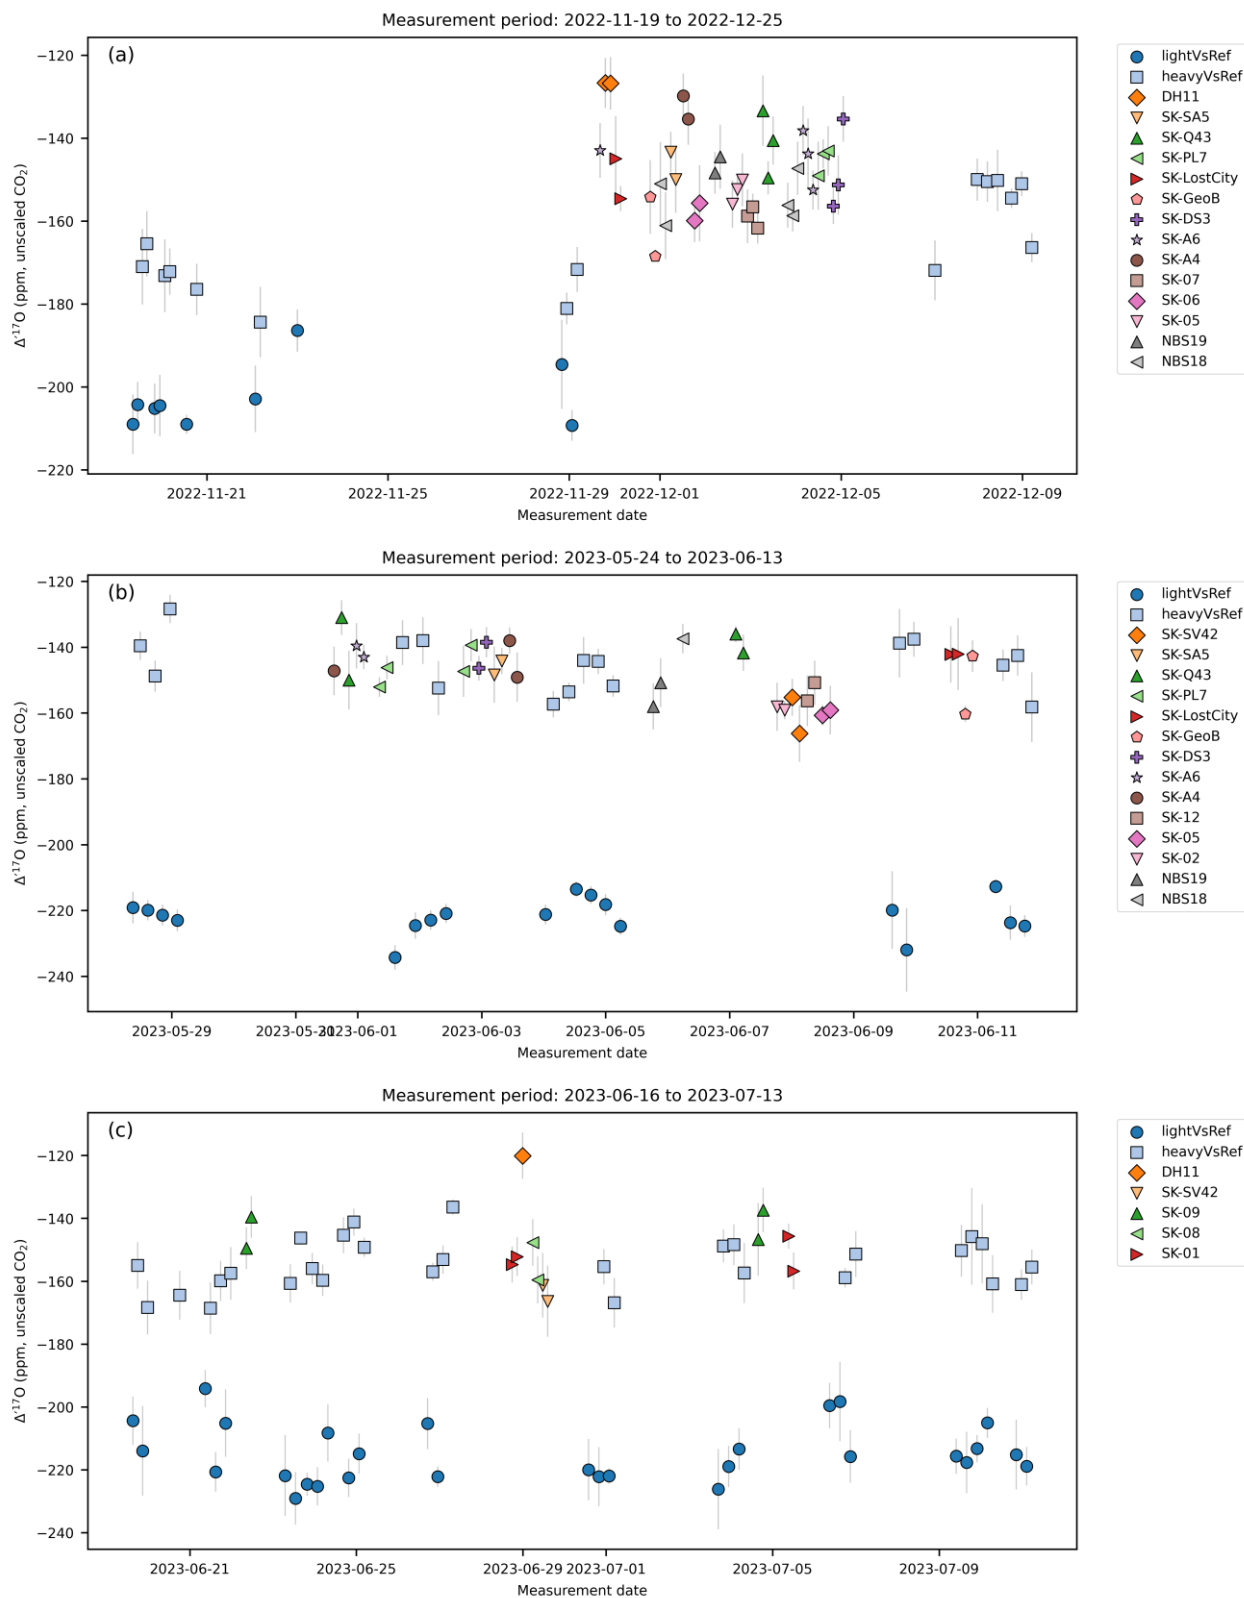 Measurement period: 2022-11-19 to 2022-12-25
(a)
−120
−140
−160
−180
−200
−220
Δ′¹⁷O (ppm, unscaled CO₂)
2022-11-21
2022-11-25
2022-11-29
2022-12-01
2022-12-05
2022-12-09
Measurement date
lightVsRef
heavyVsRef
DH11
SK-SA5
SK-Q43
SK-PL7
SK-LostCity
SK-GeoB
SK-DS3
SK-A6
SK-A4
SK-07
SK-06
SK-05
NBS19
NBS18
Measurement period: 2023-05-24 to 2023-06-13
(b)
−120
−140
−160
−180
−200
−220
−240
Δ′¹⁷O (ppm, unscaled CO₂)
2023-05-29
2023-05-31
2023-06-01
2023-06-03
2023-06-05
2023-06-07
2023-06-09
2023-06-11
Measurement date
lightVsRef
heavyVsRef
SK-SV42
SK-SA5
SK-Q43
SK-PL7
SK-LostCity
SK-GeoB
SK-DS3
SK-A6
SK-A4
SK-12
SK-05
SK-02
NBS19
NBS18
Measurement period: 2023-06-16 to 2023-07-13
(c)
−120
−140
−160
−180
−200
−220
−240
Δ′¹⁷O (ppm, unscaled CO₂)
2023-06-21
2023-06-25
2023-06-29
2023-07-01
2023-07-05
2023-07-09
Measurement date
lightVsRef
heavyVsRef
DH11
SK-SV42
SK-09
SK-08
SK-01